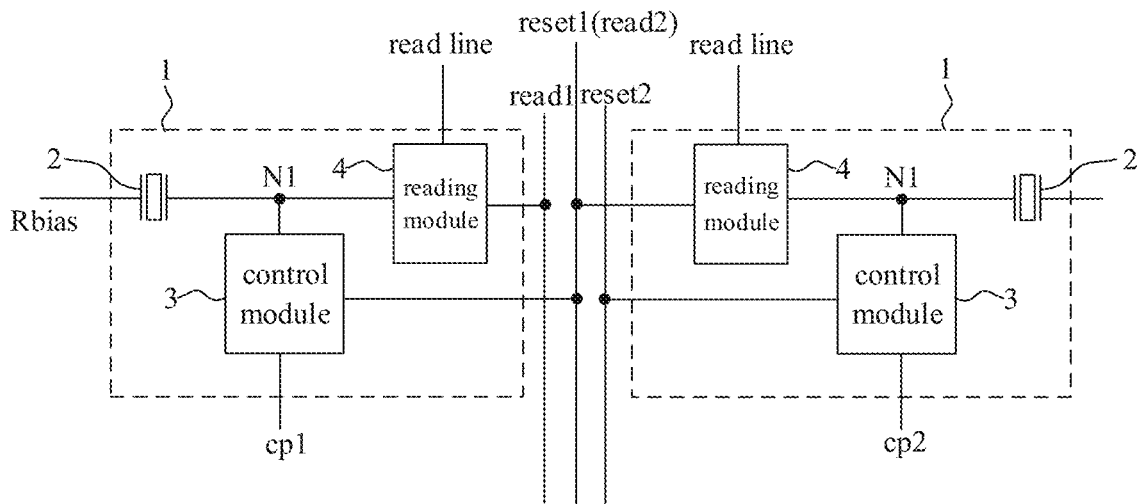 reset1(read2)
read line
read line
read1
reset2
1
1
2
2
N1
4
reading
module
4
reading
module
N1
Rbias
control
module
3
control
module
3
cp1
cp2